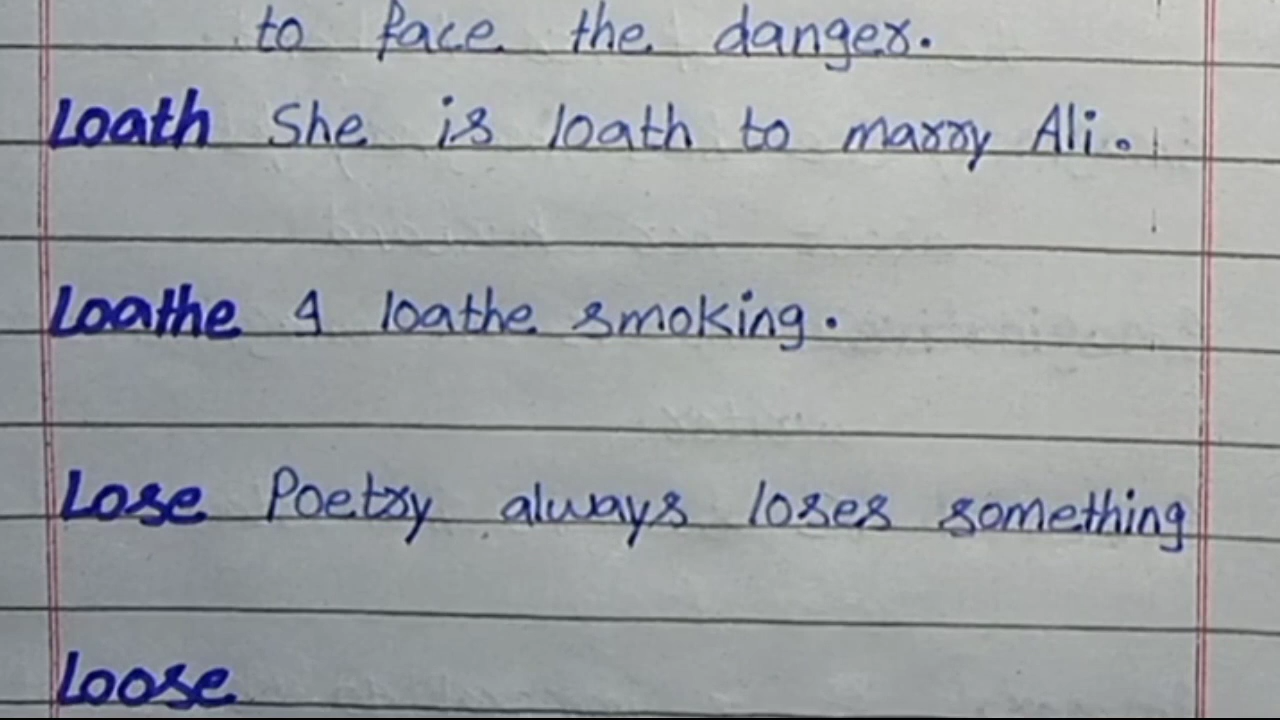 to face the danger.
Loath She is loath to marry Ali.
Loathe I loathe smoking.
Lose Poetry always loses something
Loose